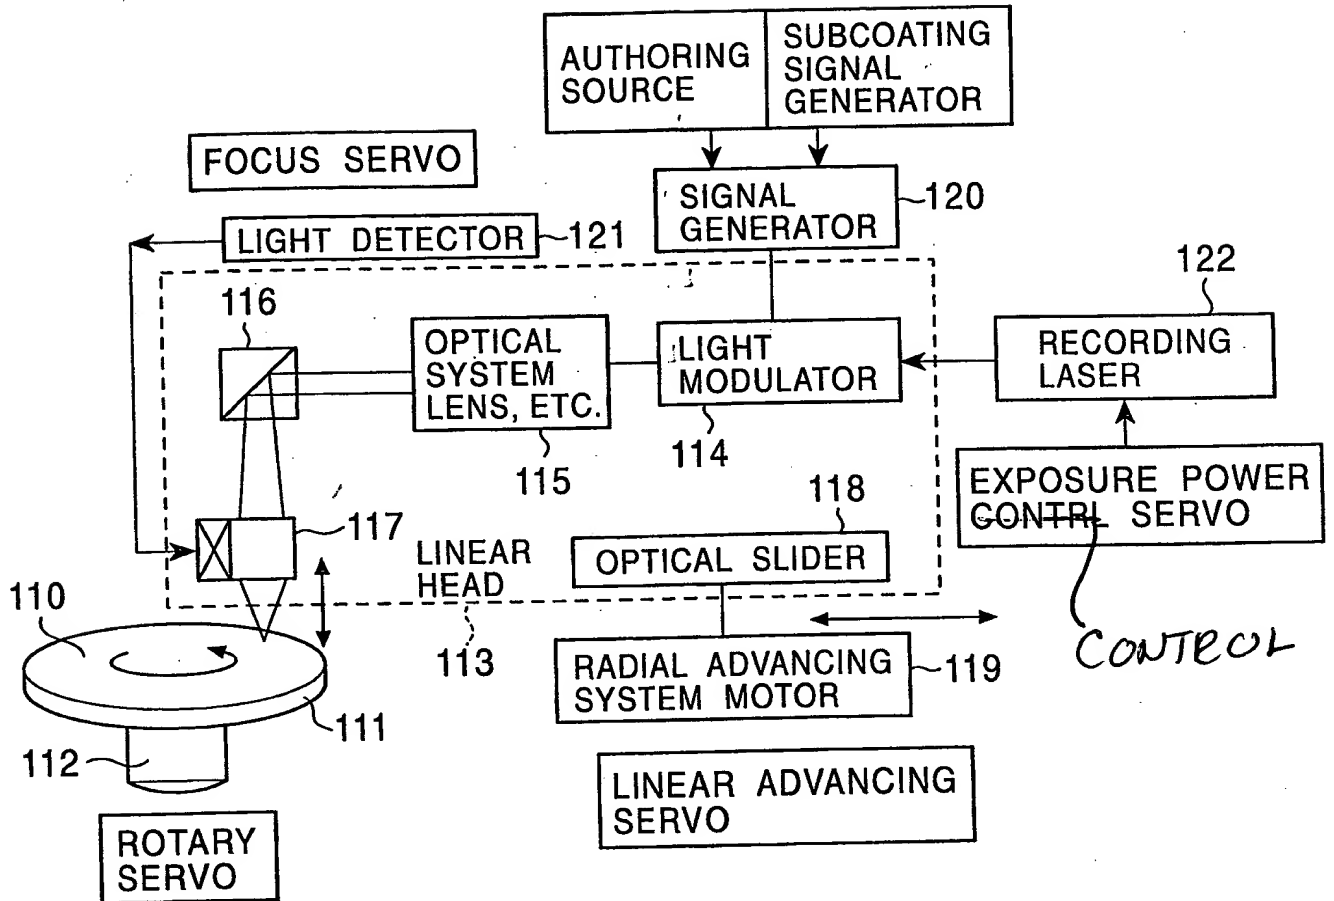 AUTHORING
SOURCE
SUBCOATING
SIGNAL
GENERATOR
FOCUS SERVO
SIGNAL
GENERATOR
120
LIGHT DETECTOR
121
122
116
OPTICAL
SYSTEM
LENS, ETC.
LIGHT
MODULATOR
RECORDING
LASER
114
115
118
EXPOSURE POWER
CONTRL SERVO
117
LINEAR
HEAD
OPTICAL SLIDER
110
113
CONTROL
RADIAL ADVANCING
SYSTEM MOTOR
119
111
112
LINEAR ADVANCING
SERVO
ROTARY
SERVO